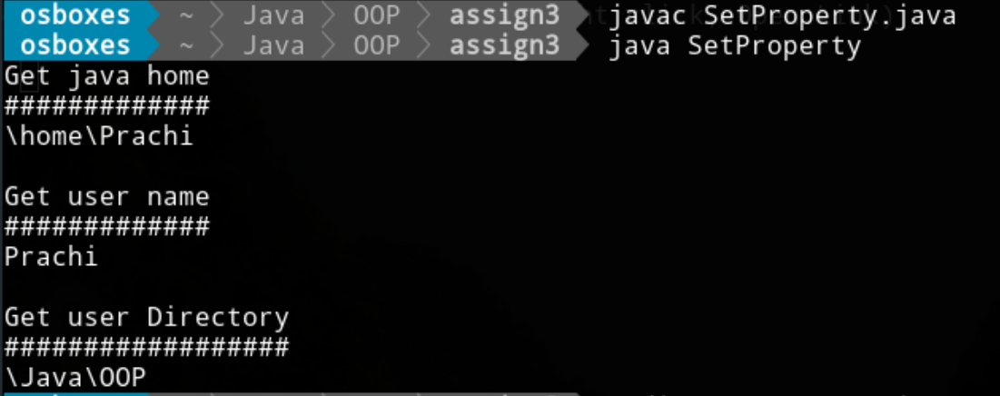 osboxes ~ Java OOP assign3 javac SetProperty.java
osboxes ~ Java OOP assign3 java SetProperty
Get java home
#############
\home\Prachi
Get user name
#############
Prachi
Get user Directory
##################
\Java\OOP